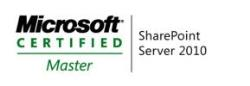 Microsoft
CERTIFIED
Master
SharePoint
Server 2010